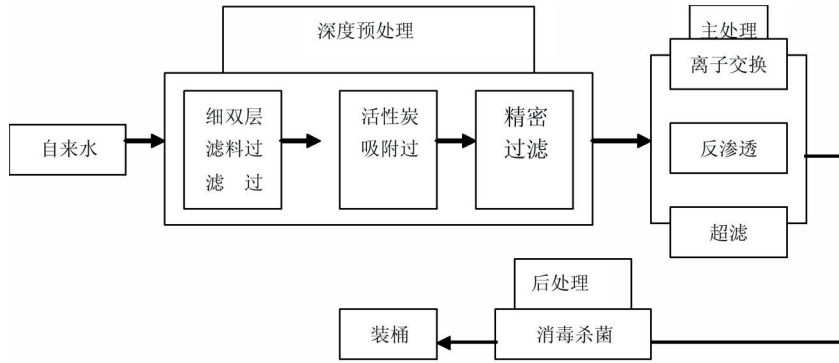 深度预处理
主处理
离子交换
自来水
细双层
滤料过
滤 过
活性炭
吸附过
精密
过滤
反渗透
超滤
后处理
装桶
消毒杀菌